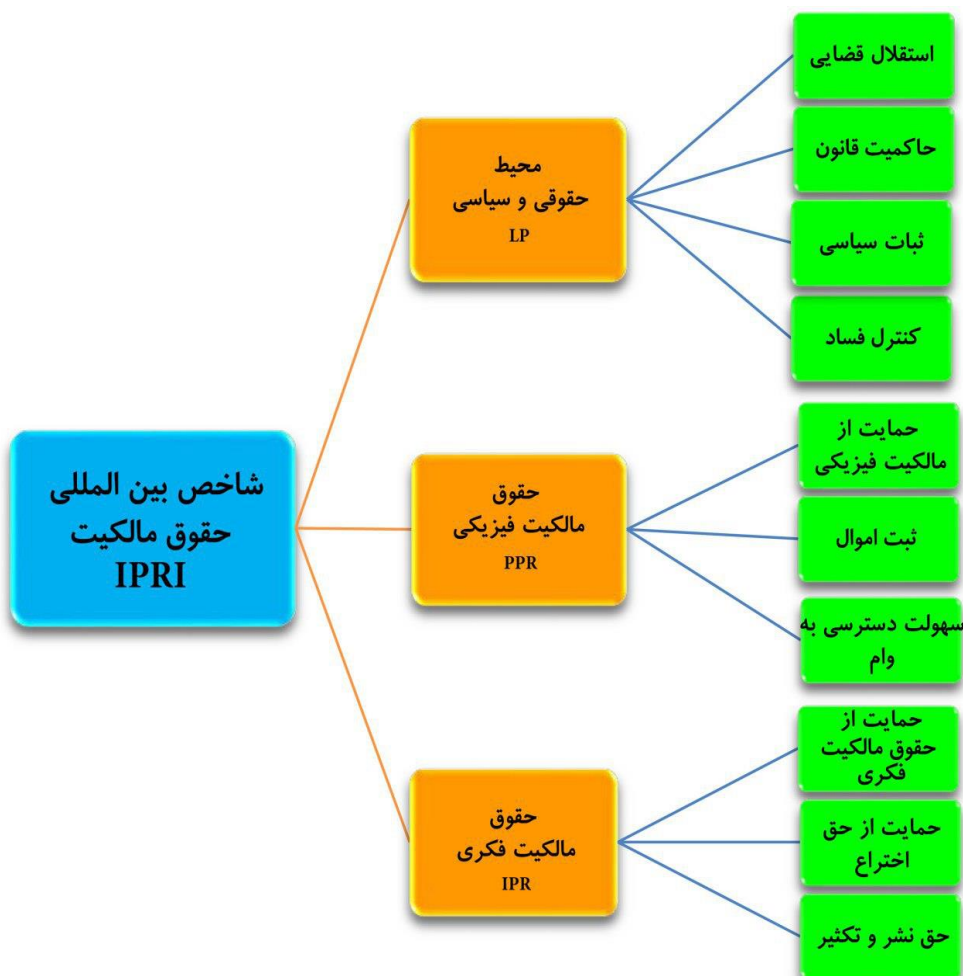 شاخص بین المللی
حقوق مالکیت
IPRI
محیط
حقوقی و سیاسی
LP
استقلال قضایی
حاکمیت قانون
ثبات سیاسی
کنترل فساد
حقوق
مالکیت فیزیکی
PPR
حمایت از
مالکیت فیزیکی
ثبت اموال
سهولت دسترسی به
وام
حقوق
مالکیت فکری
IPR
حمایت از
حقوق مالکیت
فکری
حمایت از حق
اختراع
حق نشر و تکثیر